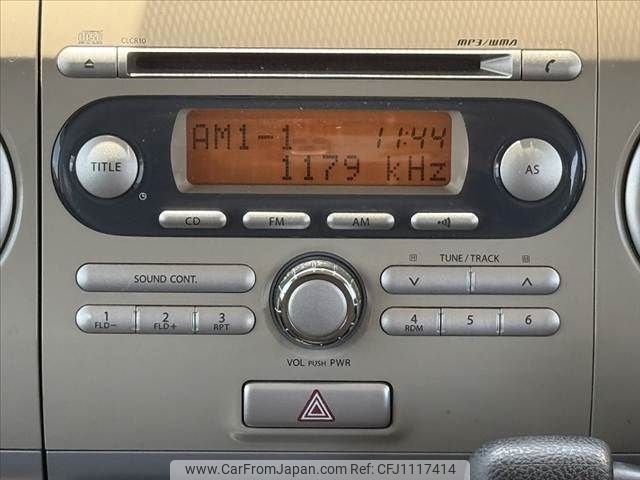 CLCR10
MP3/WMA
AM1-1 11:44
1179 kHz
TITLE
AS
CD FM AM
TUNE/TRACK
SOUND CONT.
1 FLD- 2 FLD+ 3 RPT
4 RDM 5 6
VOL PUSH PWR
www.CarFromJapan.com | Ref No.CFJ1117414